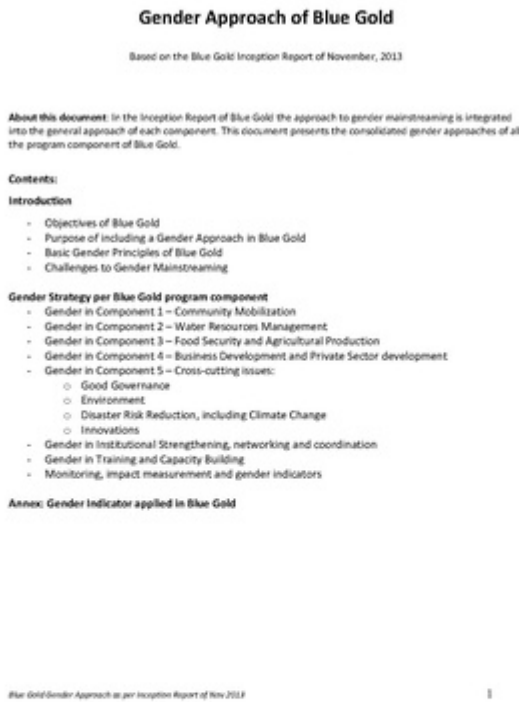 Gender Approach of Blue Gold
Based on the Blue Gold Inception Report of November, 2013
About this document: In the Inception Report of Blue Gold the approach to gender mainstreaming is integrated
into the general approach of each component. This document presents the consolidated gender approaches of all
the program component of Blue Gold.
Contents:
Introduction
- Objectives of Blue Gold
- Purpose of including a Gender Approach in Blue Gold
- Basic Gender Principles of Blue Gold
- Challenges to Gender Mainstreaming
Gender Strategy per Blue Gold program component
- Gender in Component 1 – Community Mobilization
- Gender in Component 2 – Water Resources Management
- Gender in Component 3 – Food Security and Agricultural Production
- Gender in Component 4 – Business Development and Private Sector development
- Gender in Component 5 – Cross-cutting issues:
o Good Governance
o Environment
o Disaster Risk Reduction, including Climate Change
o Innovations
- Gender in Institutional Strengthening, networking and coordination
- Gender in Training and Capacity Building
- Monitoring, impact measurement and gender indicators
Annex: Gender Indicator applied in Blue Gold
Blue Gold Gender Approach as per Inception Report of Nov 2013 1